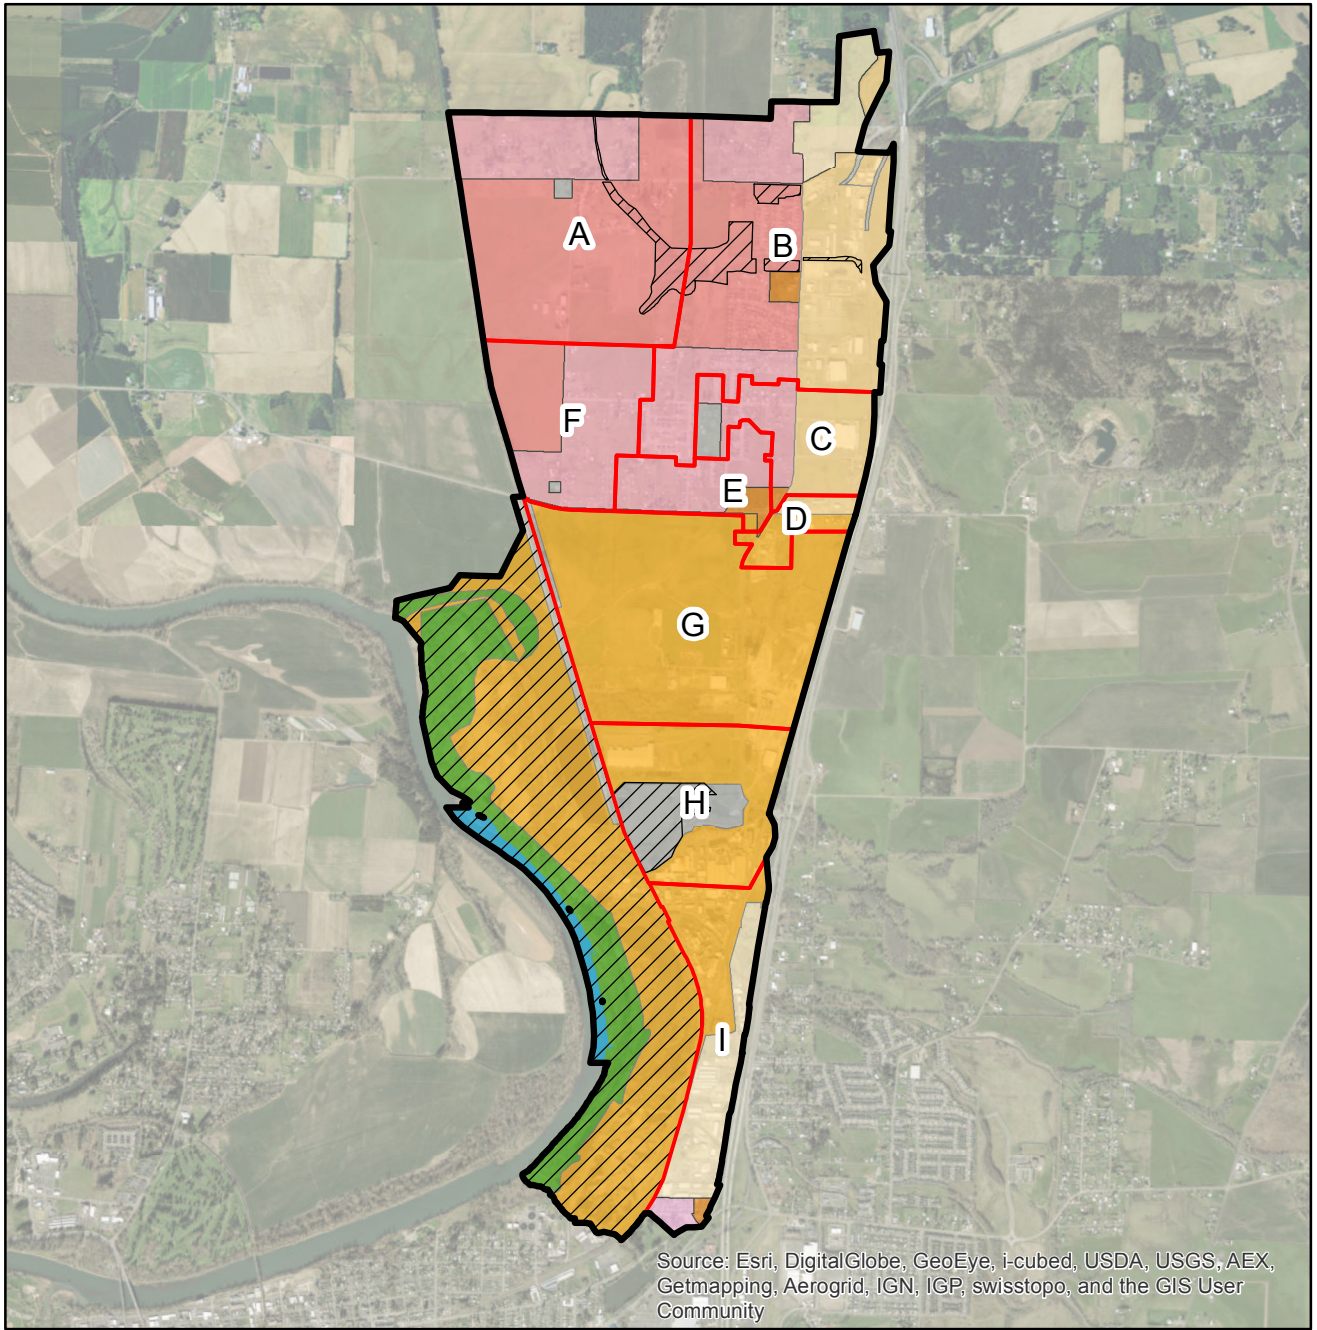 A
B
F
C
E
D
G
H
I
Source: Esri, DigitalGlobe, GeoEye, i-cubed, USDA, USGS, AEX,
Getmapping, Aerogrid, IGN, IGP, swisstopo, and the GIS User
Community